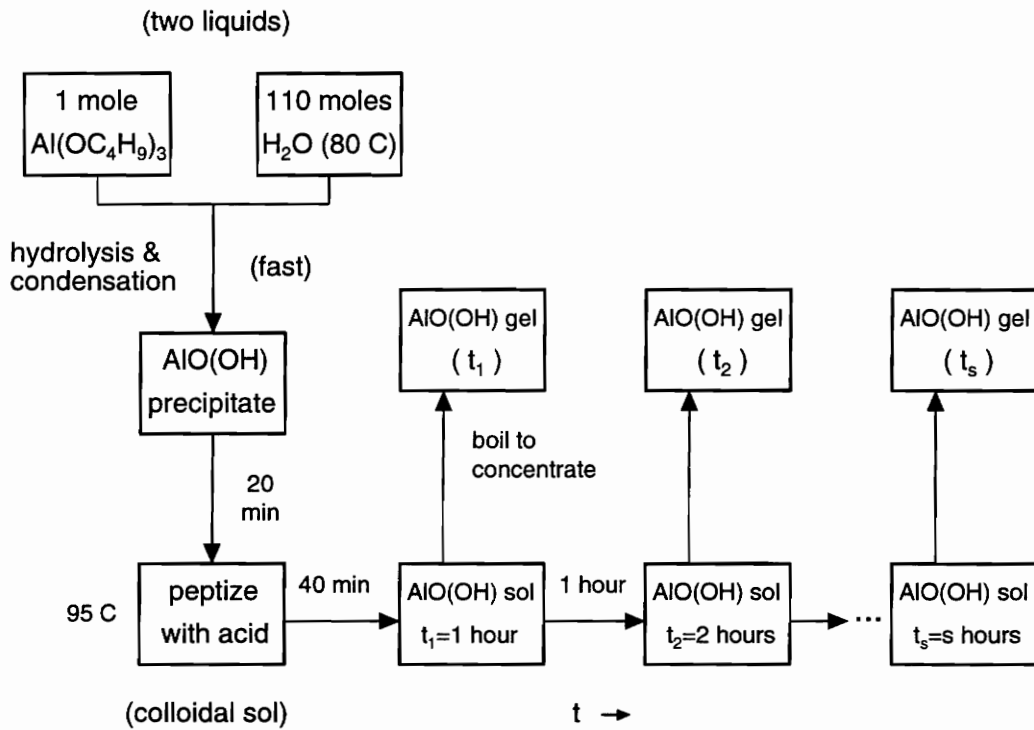 (two liquids)
1 mole
Al(OC₄H₉)₃
110 moles
H₂O (80 C)
hydrolysis &
condensation
(fast)
AlO(OH)
precipitate
20
min
95 C
peptize
with acid
(colloidal sol)
40 min
AlO(OH) gel
( t₁ )
boil to
concentrate
AlO(OH) sol
t₁=1 hour
1 hour
AlO(OH) gel
( t₂ )
AlO(OH) sol
t₂=2 hours
...
AlO(OH) gel
( tₛ )
AlO(OH) sol
tₛ=s hours
t →